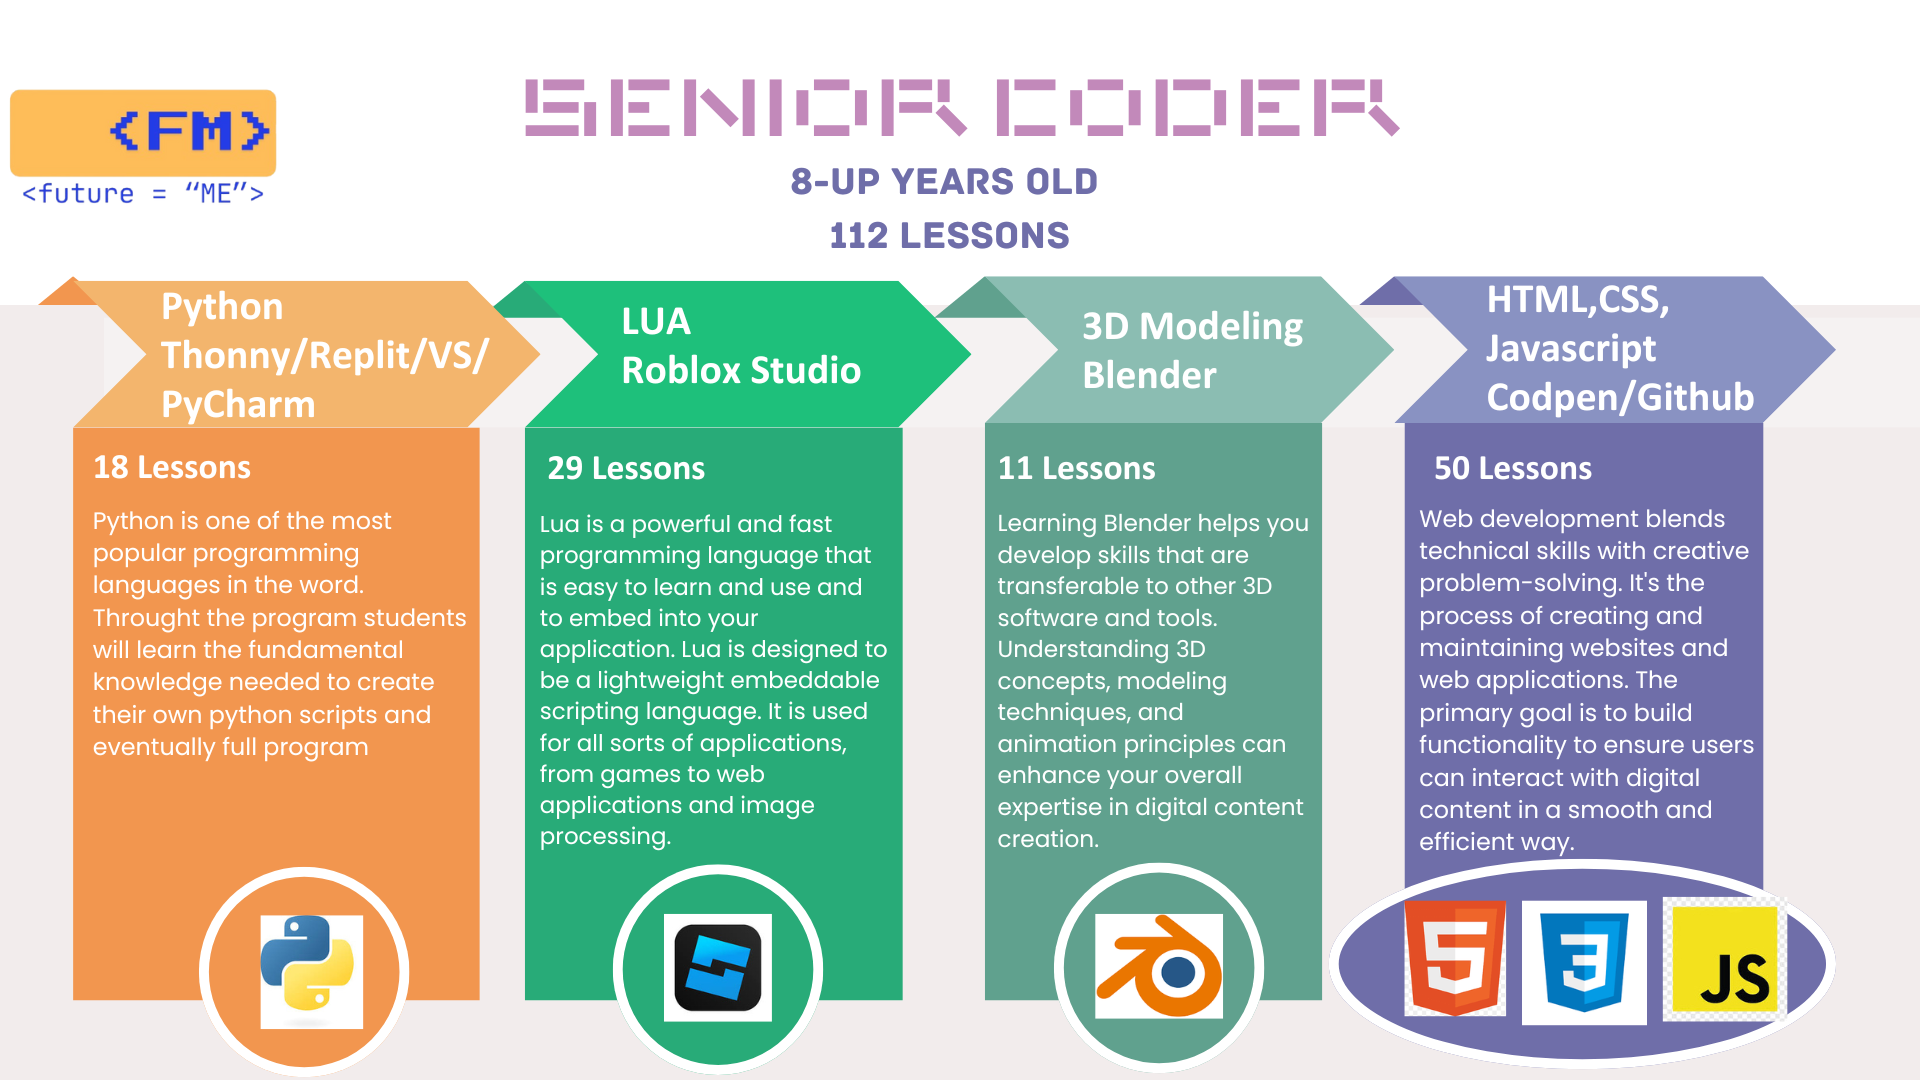 <FM>
<future = “ME”>
SENIOR CODER
8-UP YEARS OLD
112 LESSONS
Python
Thonny/Replit/VS/
PyCharm
18 Lessons
Python is one of the most
popular programming
languages in the word.
Throught the program students
will learn the fundamental
knowledge needed to create
their own python scripts and
eventually full program
LUA
Roblox Studio
29 Lessons
Lua is a powerful and fast
programming language that
is easy to learn and use and
to embed into your
application. Lua is designed to
be a lightweight embeddable
scripting language. It is used
for all sorts of applications,
from games to web
applications and image
processing.
3D Modeling
Blender
11 Lessons
Learning Blender helps you
develop skills that are
transferable to other 3D
software and tools.
Understanding 3D
concepts, modeling
techniques, and
animation principles can
enhance your overall
expertise in digital content
creation.
HTML,CSS,
Javascript
Codpen/Github
50 Lessons
Web development blends
technical skills with creative
problem-solving. It's the
process of creating and
maintaining websites and
web applications. The
primary goal is to build
functionality to ensure users
can interact with digital
content in a smooth and
efficient way.
5
3
JS